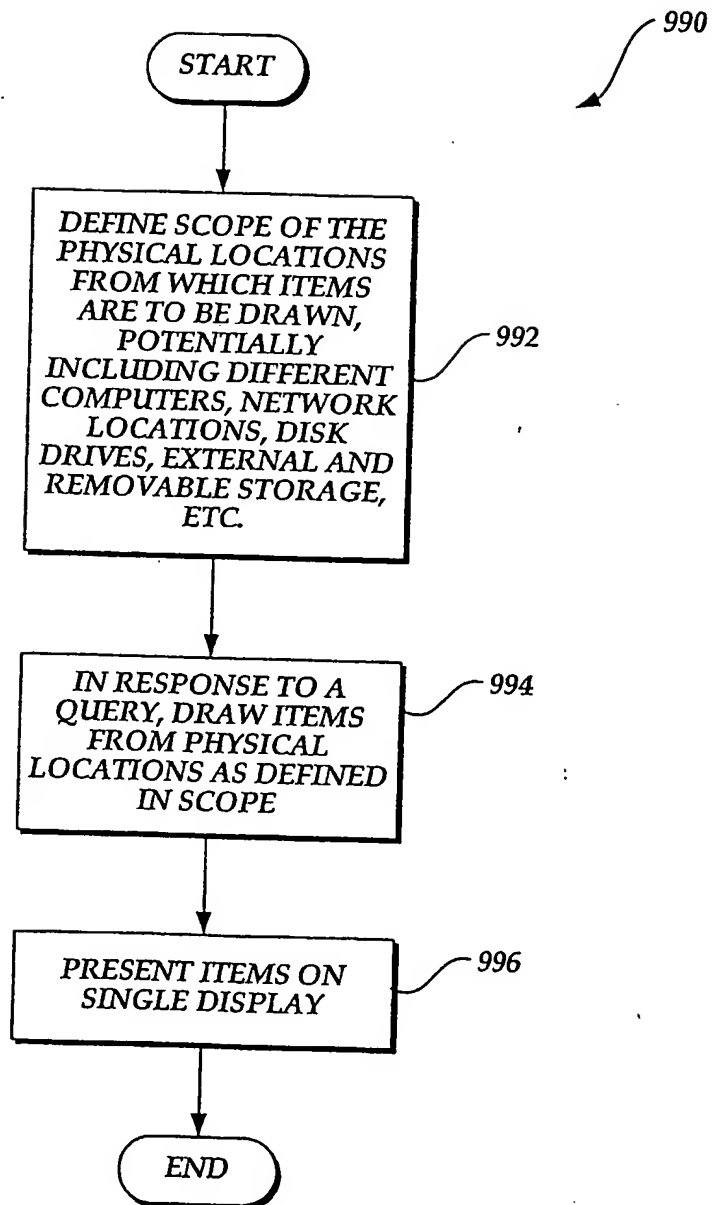 990
START
DEFINE SCOPE OF THE
PHYSICAL LOCATIONS
FROM WHICH ITEMS
ARE TO BE DRAWN,
POTENTIALLY
INCLUDING DIFFERENT
COMPUTERS, NETWORK
LOCATIONS, DISK
DRIVES, EXTERNAL AND
REMOVABLE STORAGE,
ETC.
992
IN RESPONSE TO A
QUERY, DRAW ITEMS
FROM PHYSICAL
LOCATIONS AS DEFINED
IN SCOPE
994
PRESENT ITEMS ON
SINGLE DISPLAY
996
END